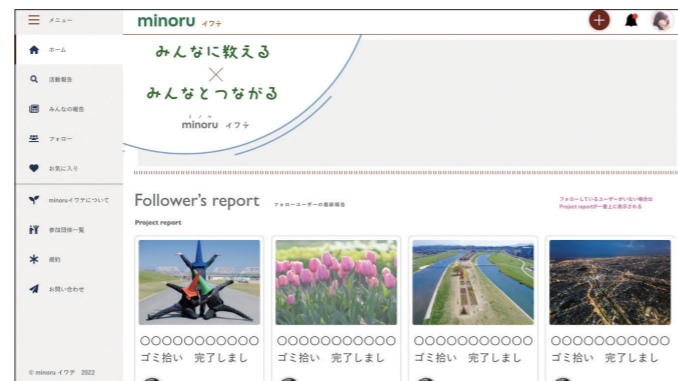 メニュー
minoru イワテ
ホーム
活動報告
みんなの報告
フォロー
お気に入り
minoruイワテについて
参加団体一覧
規約
お問い合わせ
© minoru イワテ 2022
みんなに教える
×
みんなとつながる
ミノル
minoru イワテ
Follower's report フォローユーザーの最新報告
フォローしているユーザーがいない場合は
Project reportが一番上に表示される
Project report
〇〇〇〇〇〇〇〇〇〇〇
ゴミ拾い 完了しまし
〇〇〇〇〇〇〇〇〇〇〇
ゴミ拾い 完了しまし
〇〇〇〇〇〇〇〇〇〇〇
ゴミ拾い 完了しまし
〇〇〇〇〇〇〇〇〇〇〇
ゴミ拾い 完了しまし